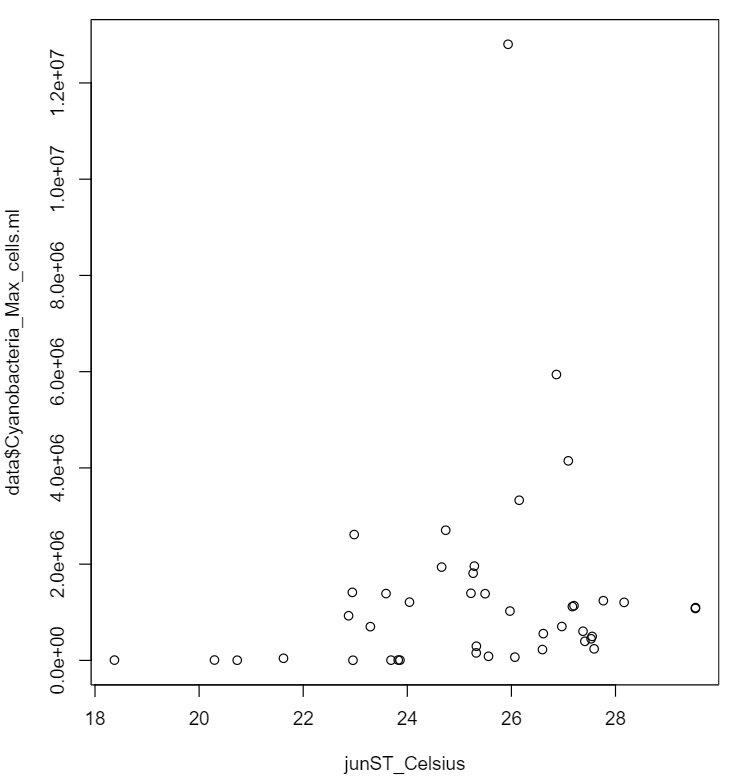 1.2e+07
1.0e+07
8.0e+06
6.0e+06
4.0e+06
2.0e+06
0.0e+00
data$Cyanobacteria_Max_cells.ml
18 20 22 24 26 28
junST_Celsius